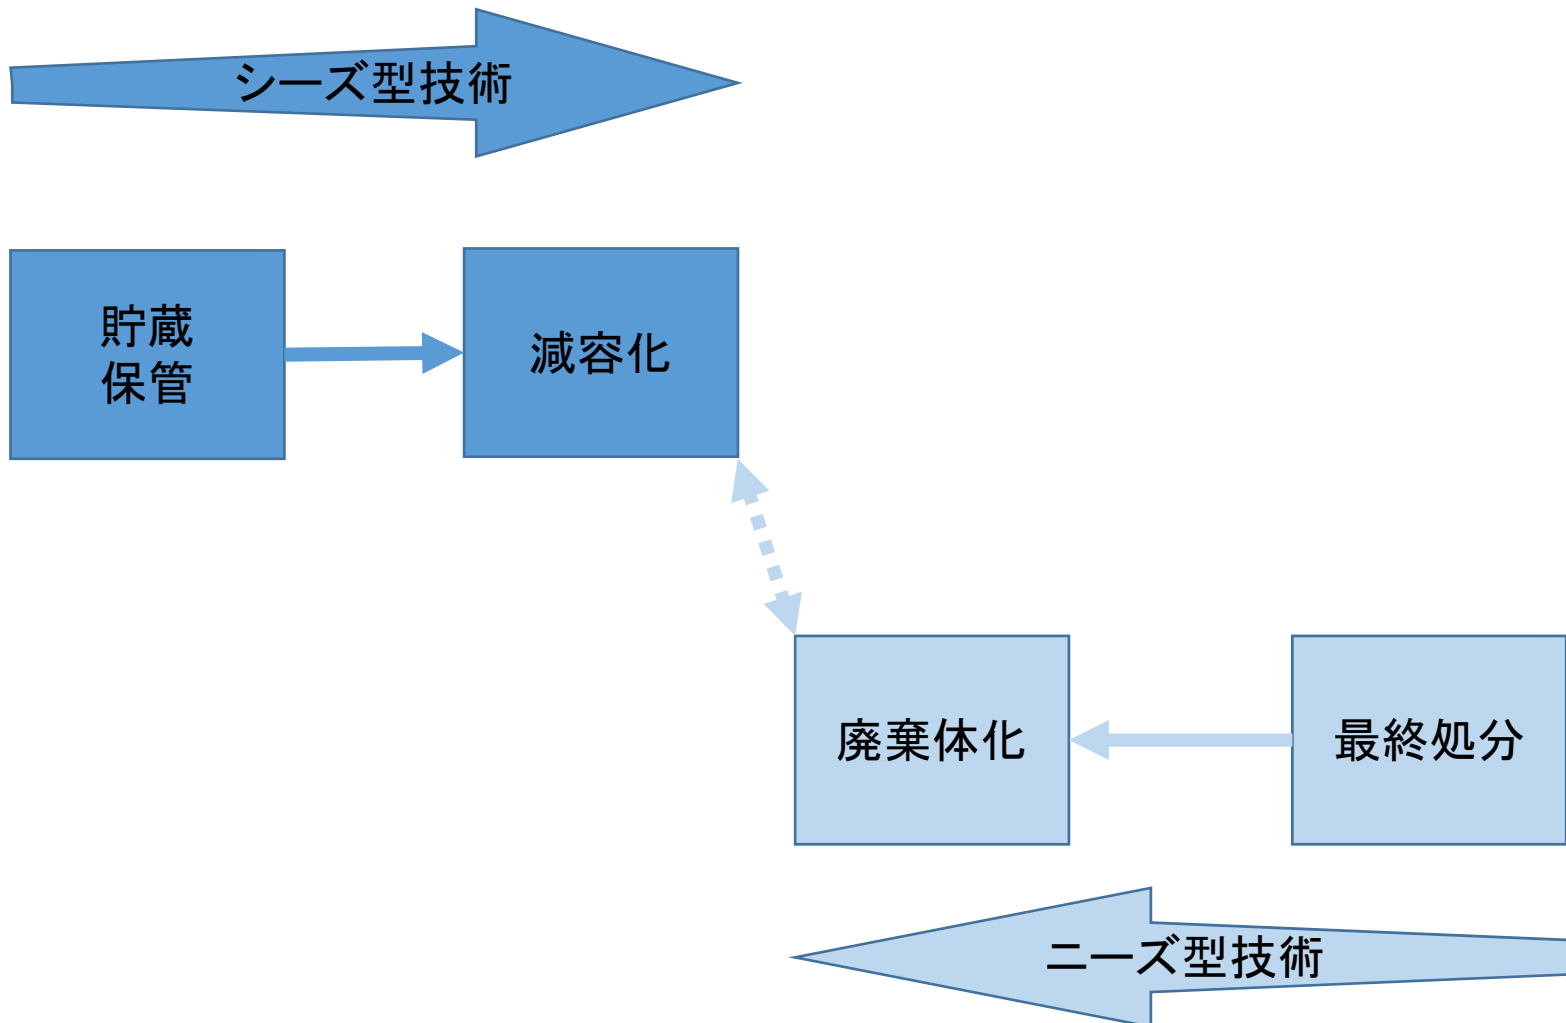 シーズ型技術
貯蔵
保管
減容化
廃棄体化
最終処分
ニーズ型技術